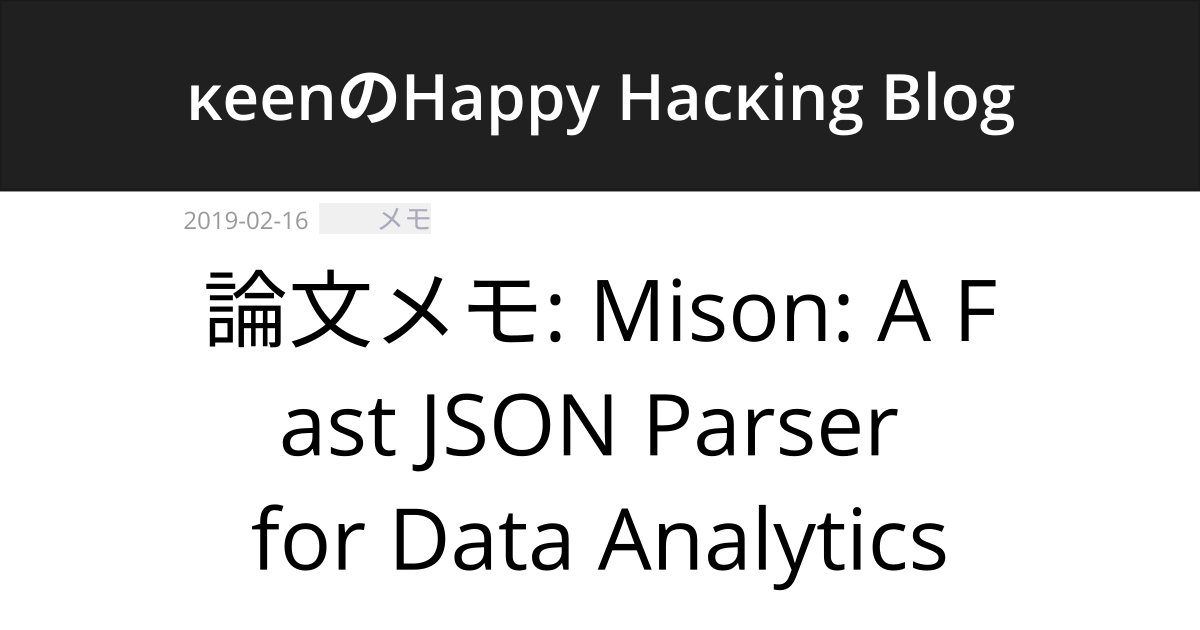 κeenのHappy Hacκing Blog
2019-02-16 メモ
論文メモ: Mison: A F
ast JSON Parser
for Data Analytics